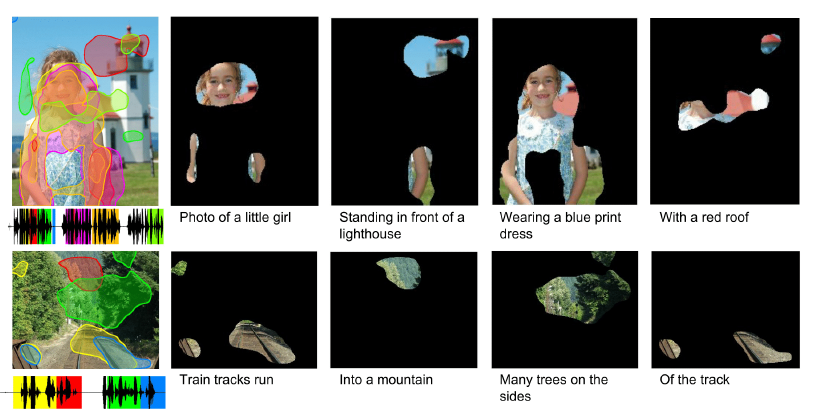 Photo of a little girl
Standing in front of a
lighthouse
Wearing a blue print
dress
With a red roof
Train tracks run
Into a mountain
Many trees on the
sides
Of the track